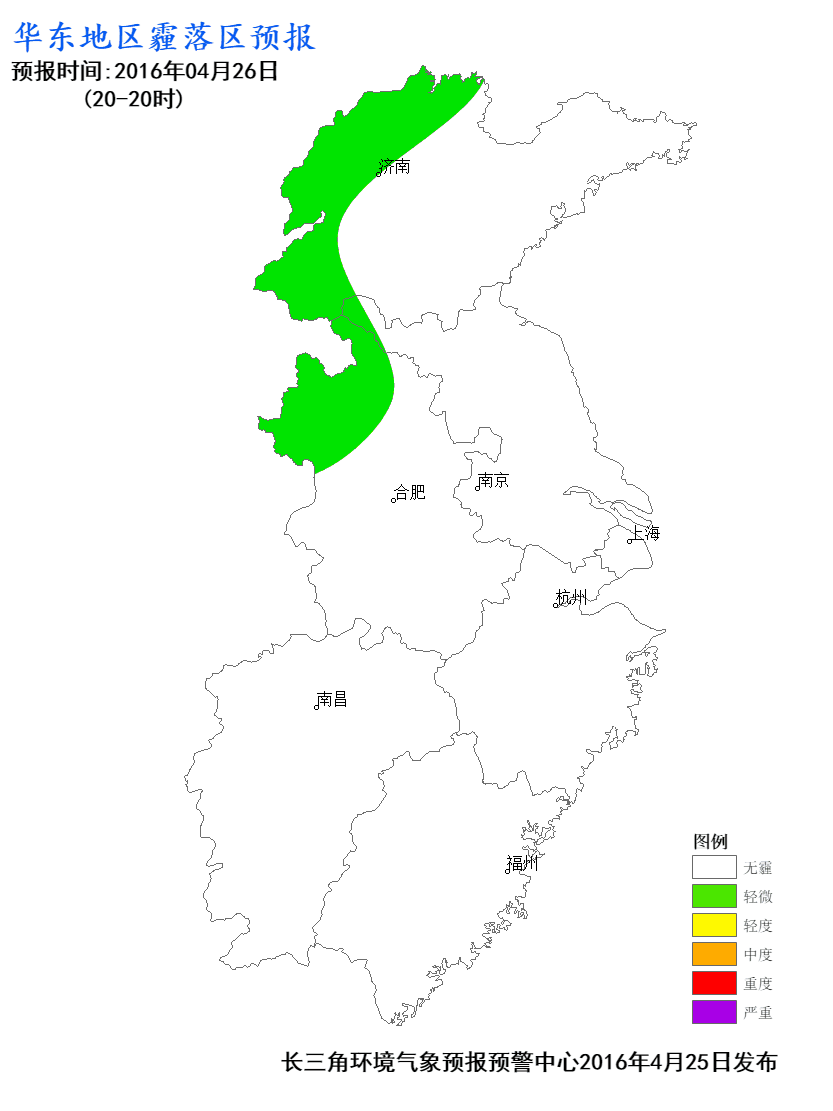 华东地区霾落区预报
预报时间:2016年04月26日
(20-20时)
济南
合肥
南京
上海
杭州
南昌
福州
图例
无霾
轻微
轻度
中度
重度
严重
长三角环境气象预报预警中心2016年4月25日发布